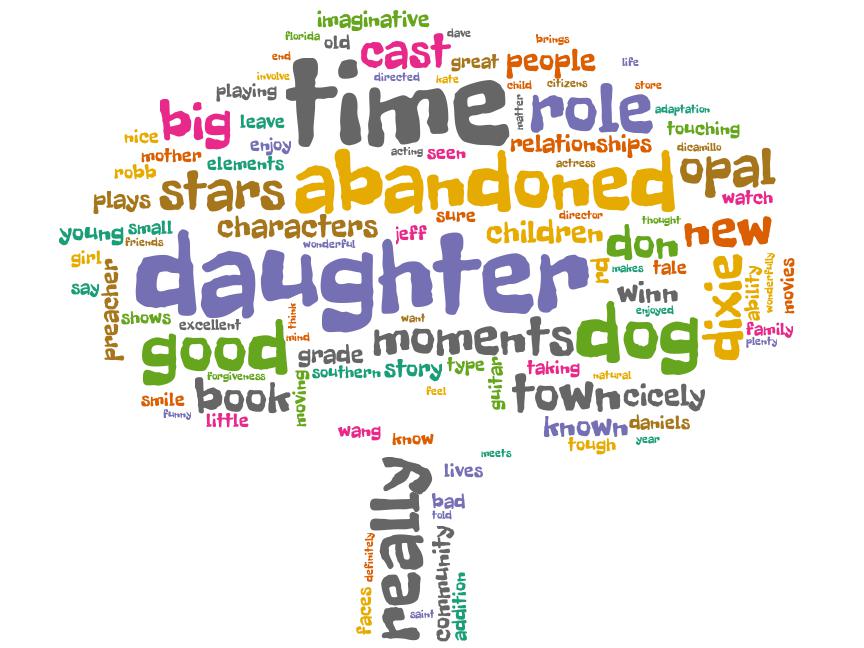 imaginative
florida old cast dave
end great people brings life
involve directed kate child citizens store
playing time matter role adaptation
big leave touching
nice enjoy acting seen relationships dicamillo
mother elements actress
robb stars abandoned opal
plays watch
characters sure director thought new
young small friends wonderful jeff children don
girl daughter rd makes tale dixie ability wonderfully movies
say preacher winn
shows excellent think want enjoyed family
good mind moments dog plenty
grade
forgiveness southern story type guitar taking natural
smile book moving feel town cicely
funny little known daniels
wang know tough year
meets
really lives
bad
told
faces definitely community addition
saint